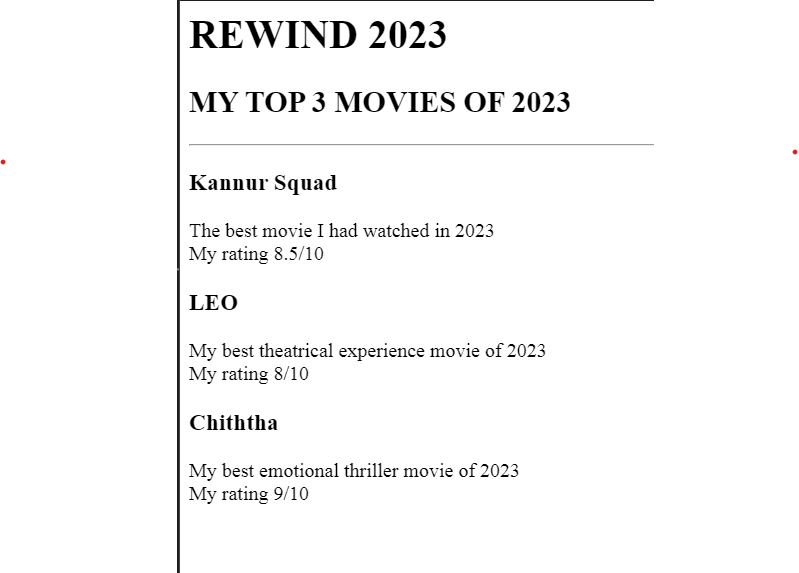 REWIND 2023
MY TOP 3 MOVIES OF 2023
Kannur Squad
The best movie I had watched in 2023
My rating 8.5/10
LEO
My best theatrical experience movie of 2023
My rating 8/10
Chiththa
My best emotional thriller movie of 2023
My rating 9/10